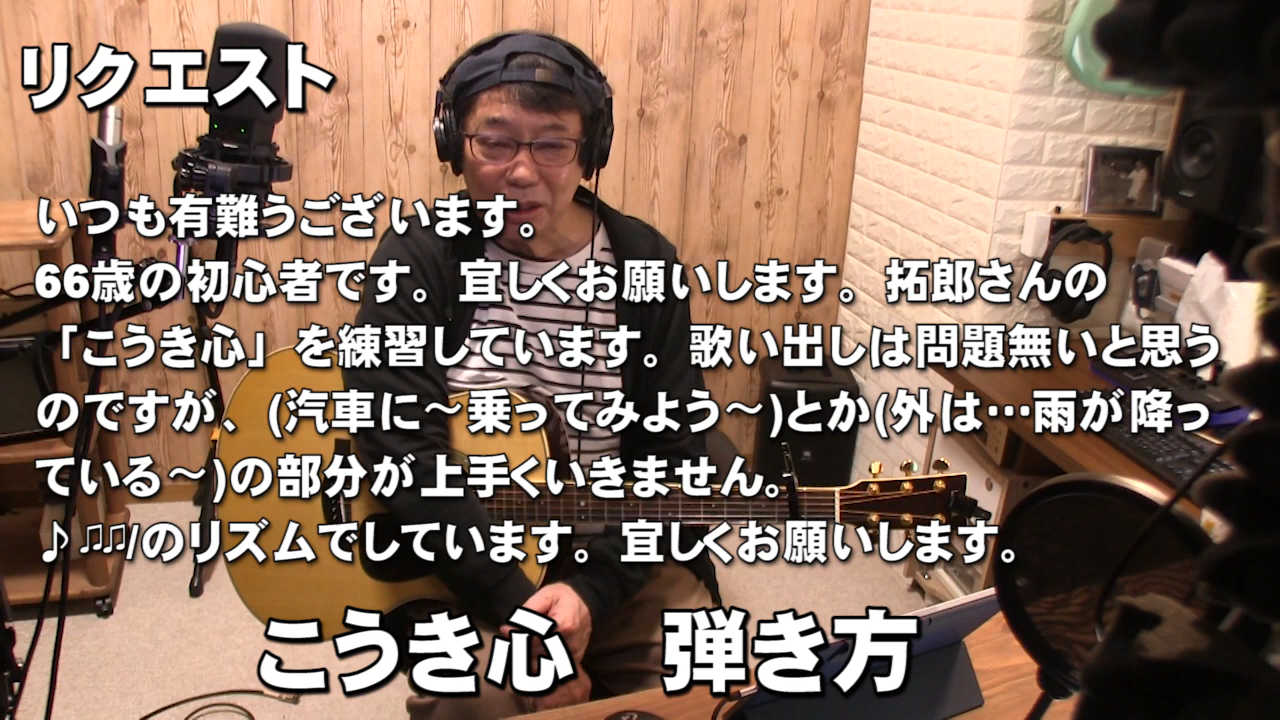 リクエスト
いつも有難うございます。
66歳の初心者です。宜しくお願いします。拓郎さんの
「こうき心」を練習しています。歌い出しは問題無いと思う
のですが、(汽車に～乗ってみよう～)とか(外は…雨が降っ
ている～)の部分が上手くいきません。
♪♫♫/のリズムでしています。宜しくお願いします。
こうき心　弾き方